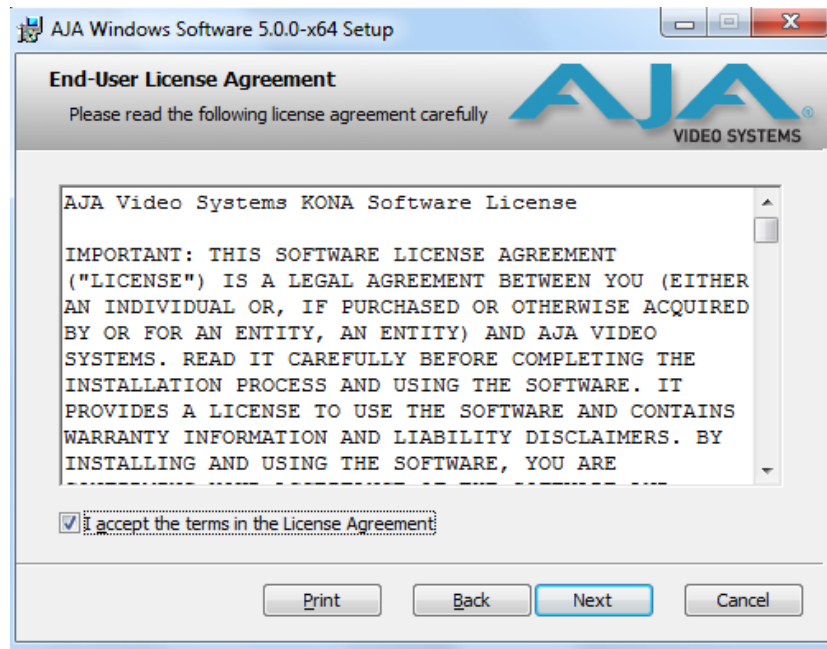 AJA Windows Software 5.0.0-x64 Setup
End-User License Agreement
Please read the following license agreement carefully
AJA
VIDEO SYSTEMS
AJA Video Systems KONA Software License
IMPORTANT: THIS SOFTWARE LICENSE AGREEMENT
("LICENSE") IS A LEGAL AGREEMENT BETWEEN YOU (EITHER
AN INDIVIDUAL OR, IF PURCHASED OR OTHERWISE ACQUIRED
BY OR FOR AN ENTITY, AN ENTITY) AND AJA VIDEO
SYSTEMS. READ IT CAREFULLY BEFORE COMPLETING THE
INSTALLATION PROCESS AND USING THE SOFTWARE. IT
PROVIDES A LICENSE TO USE THE SOFTWARE AND CONTAINS
WARRANTY INFORMATION AND LIABILITY DISCLAIMERS. BY
INSTALLING AND USING THE SOFTWARE, YOU ARE
I accept the terms in the License Agreement
Print Back Next Cancel